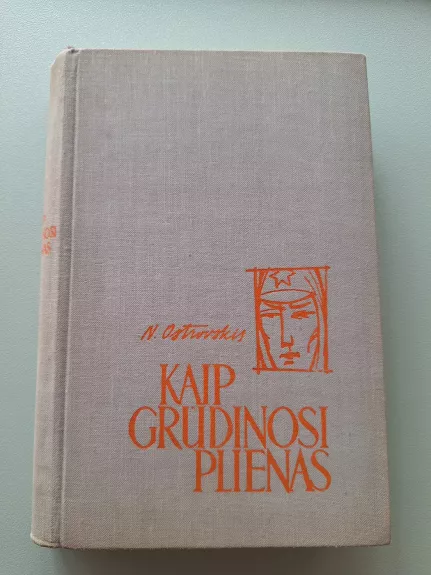 N. Ostrovskis
KAIP
GRŪDINOSI
PLIENAS